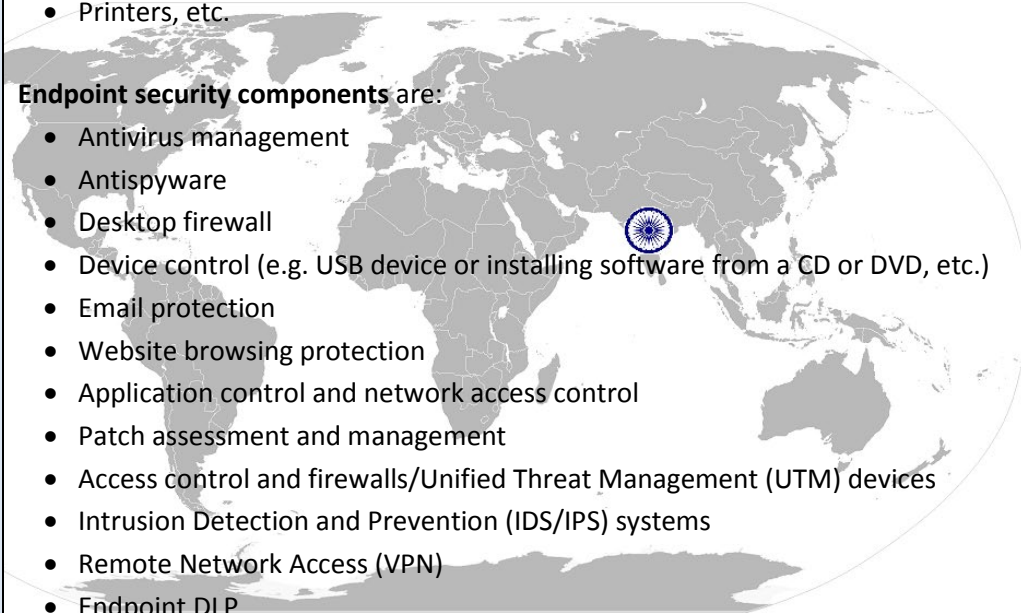 • Printers, etc.
Endpoint security components are:
• Antivirus management
• Antispyware
• Desktop firewall
• Device control (e.g. USB device or installing software from a CD or DVD, etc.)
• Email protection
• Website browsing protection
• Application control and network access control
• Patch assessment and management
• Access control and firewalls/Unified Threat Management (UTM) devices
• Intrusion Detection and Prevention (IDS/IPS) systems
• Remote Network Access (VPN)
• Endpoint DLP